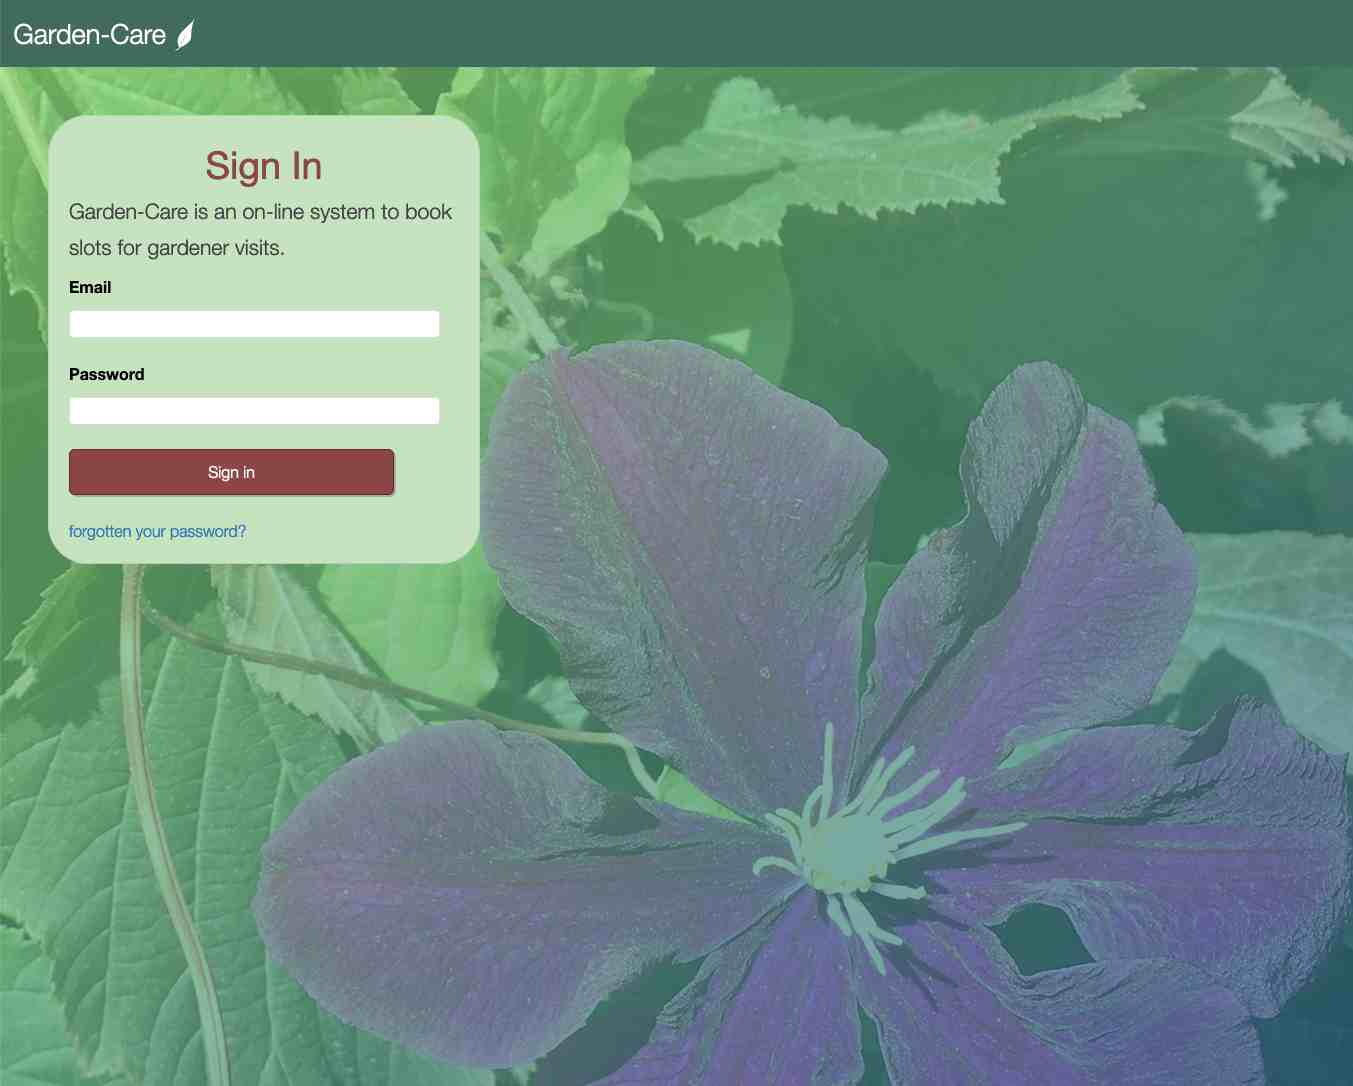 Garden-Care
Sign In
Garden-Care is an on-line system to book
slots for gardener visits.
Email
Password
Sign in
forgotten your password?